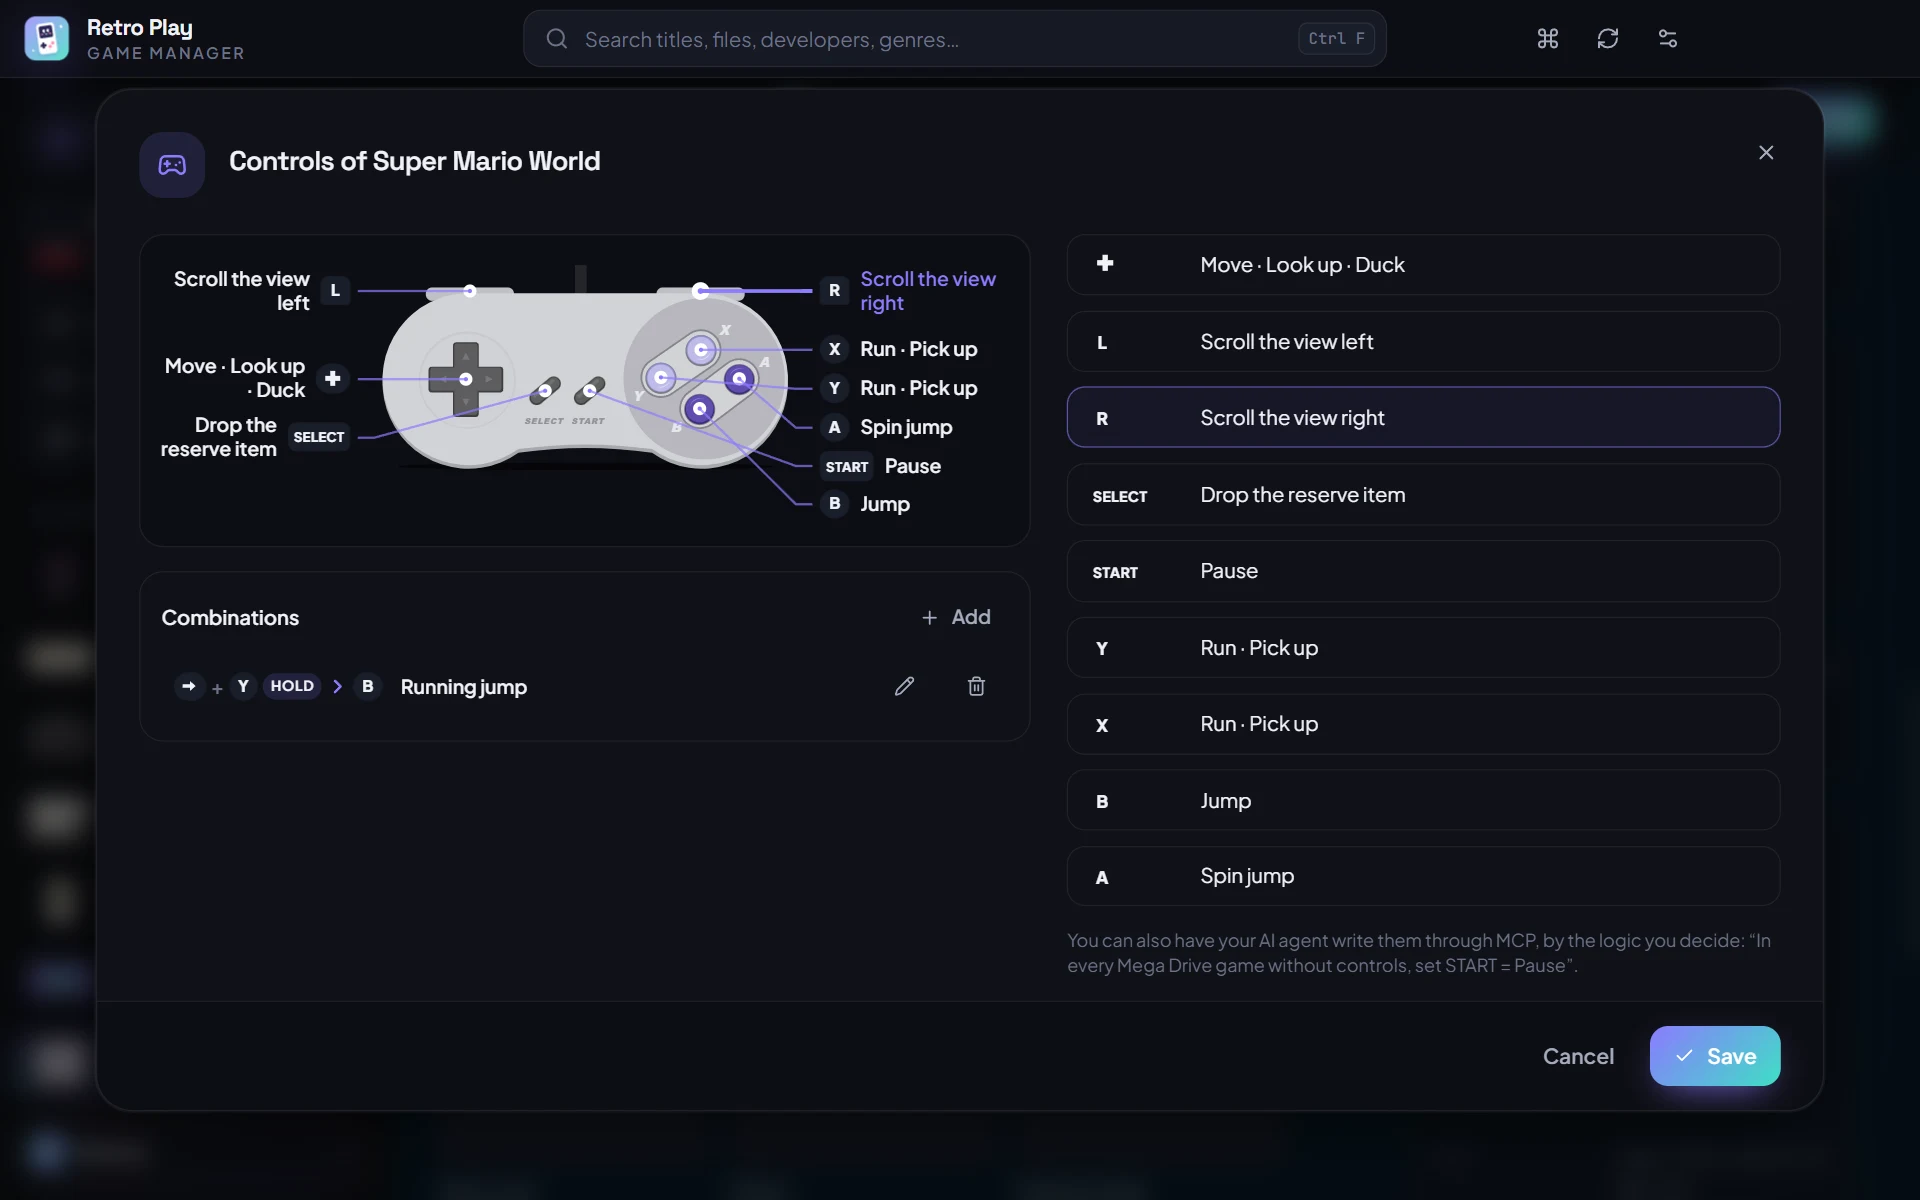 Retro Play
GAME MANAGER
Search titles, files, developers, genres...
Ctrl F
Controls of Super Mario World
Scroll the view
left
L
Move · Look up
· Duck
Drop the
reserve item
SELECT
X
Y
A
B
SELECT START
R
Scroll the view
right
X Run · Pick up
Y Run · Pick up
A Spin jump
START Pause
B Jump
Combinations
+ Add
+ Y HOLD > B Running jump
Move · Look up · Duck
L Scroll the view left
R Scroll the view right
SELECT Drop the reserve item
START Pause
Y Run · Pick up
X Run · Pick up
B Jump
A Spin jump
You can also have your AI agent write them through MCP, by the logic you decide: “In
every Mega Drive game without controls, set START = Pause”.
Cancel
Save